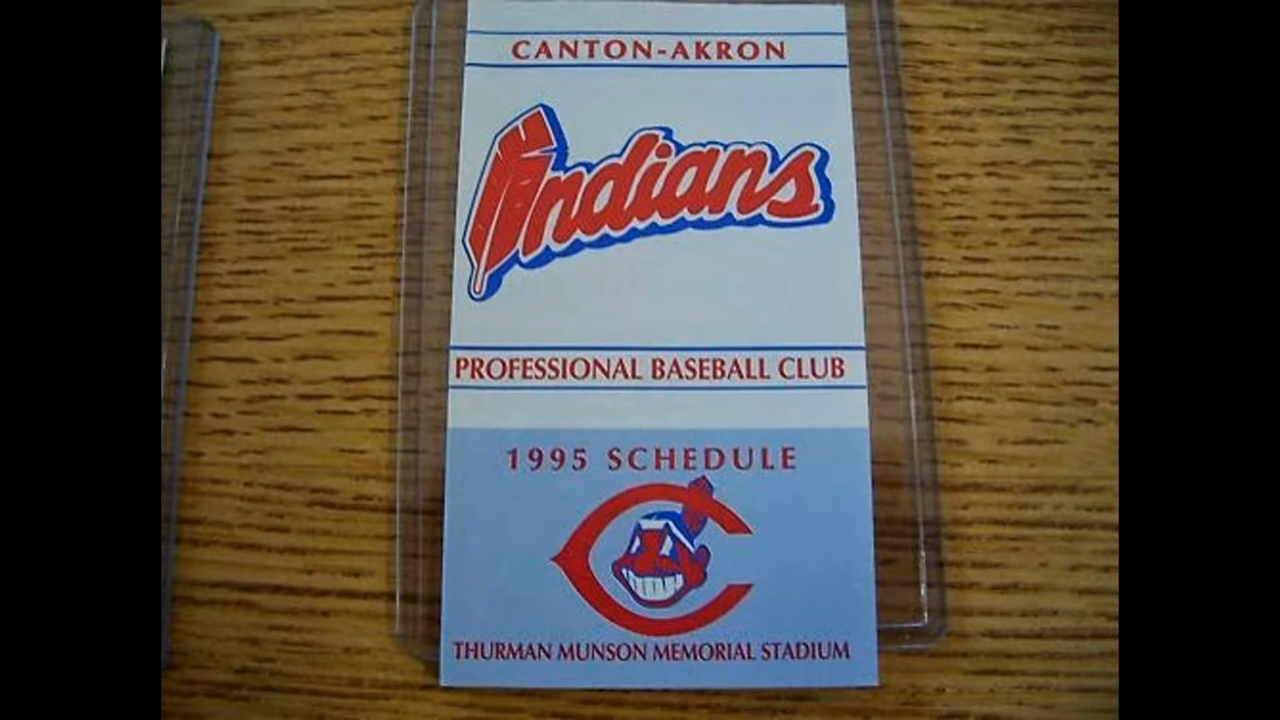 CANTON-AKRON
Indians
PROFESSIONAL BASEBALL CLUB
1995 SCHEDULE
C
THURMAN MUNSON MEMORIAL STADIUM